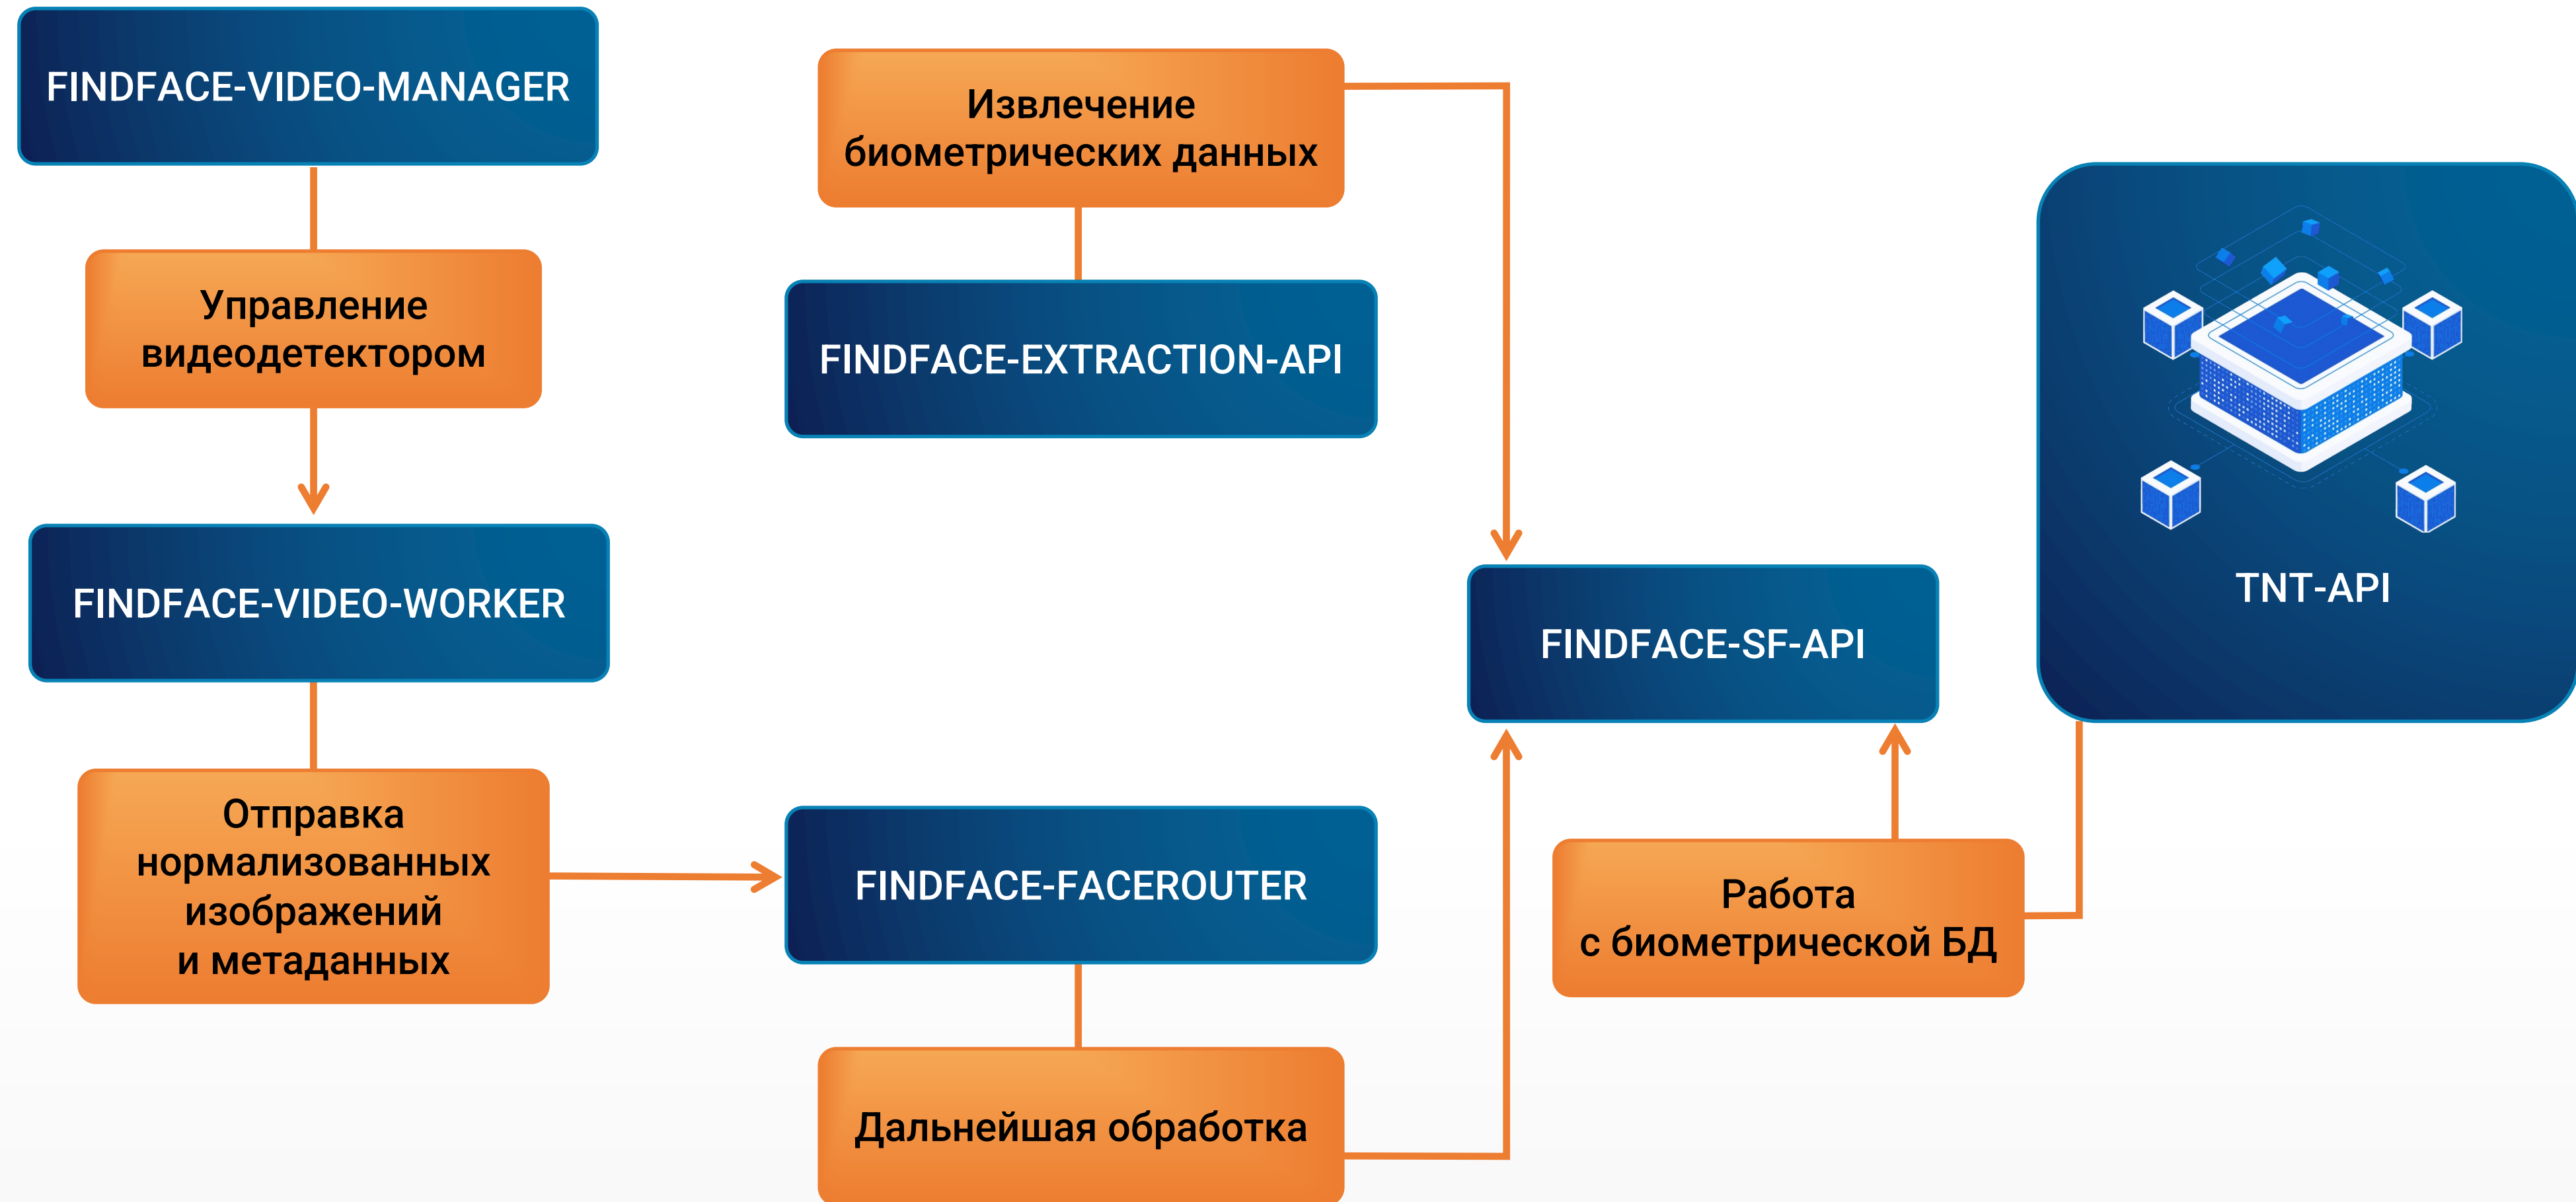 FINDFACE-VIDEO-MANAGER
Управление
видеодетектором
FINDFACE-VIDEO-WORKER
Отправка
нормализованных
изображений
и метаданных
Извлечение
биометрических данных
FINDFACE-EXTRACTION-API
FINDFACE-FACEROUTER
Дальнейшая обработка
FINDFACE-SF-API
Работа
с биометрической БД
TNT-API